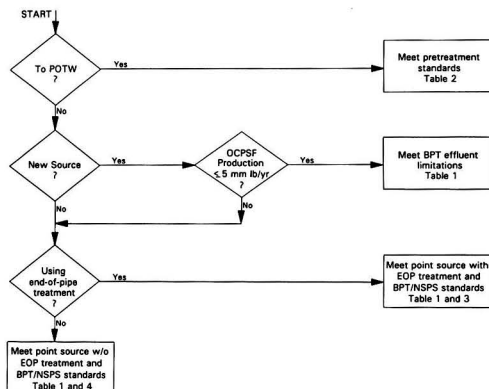 START
To POTW
?
Yes
Meet pretreatment
standards
Table 2
No
New Source
?
Yes
OCPSF
Production
≤5 mm lb/yr
?
Yes
Meet BPT effluent
limitations
Table 1
No
No
Using
end-of-pipe
treatment
?
Yes
Meet point source with
EOP treatment and
BPT/NSPS standards
Table 1 and 3
No
Meet point source w/o
EOP treatment and
BPT/NSPS standards
Table 1 and 4